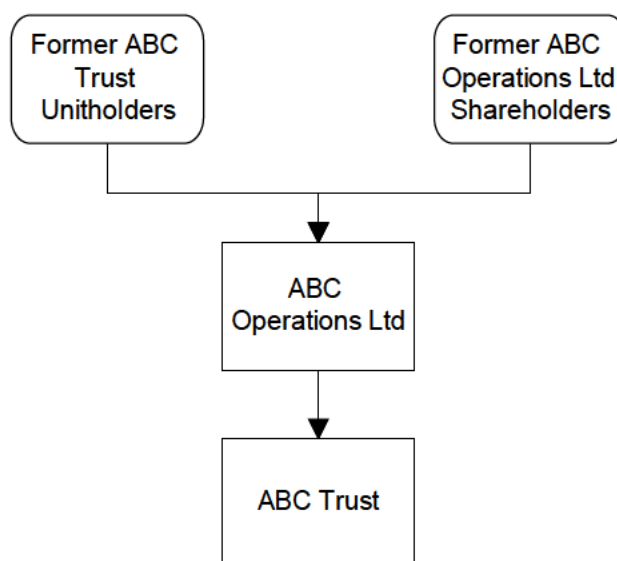 Former ABC
Trust
Unitholders
Former ABC
Operations Ltd
Shareholders
ABC
Operations Ltd
ABC Trust